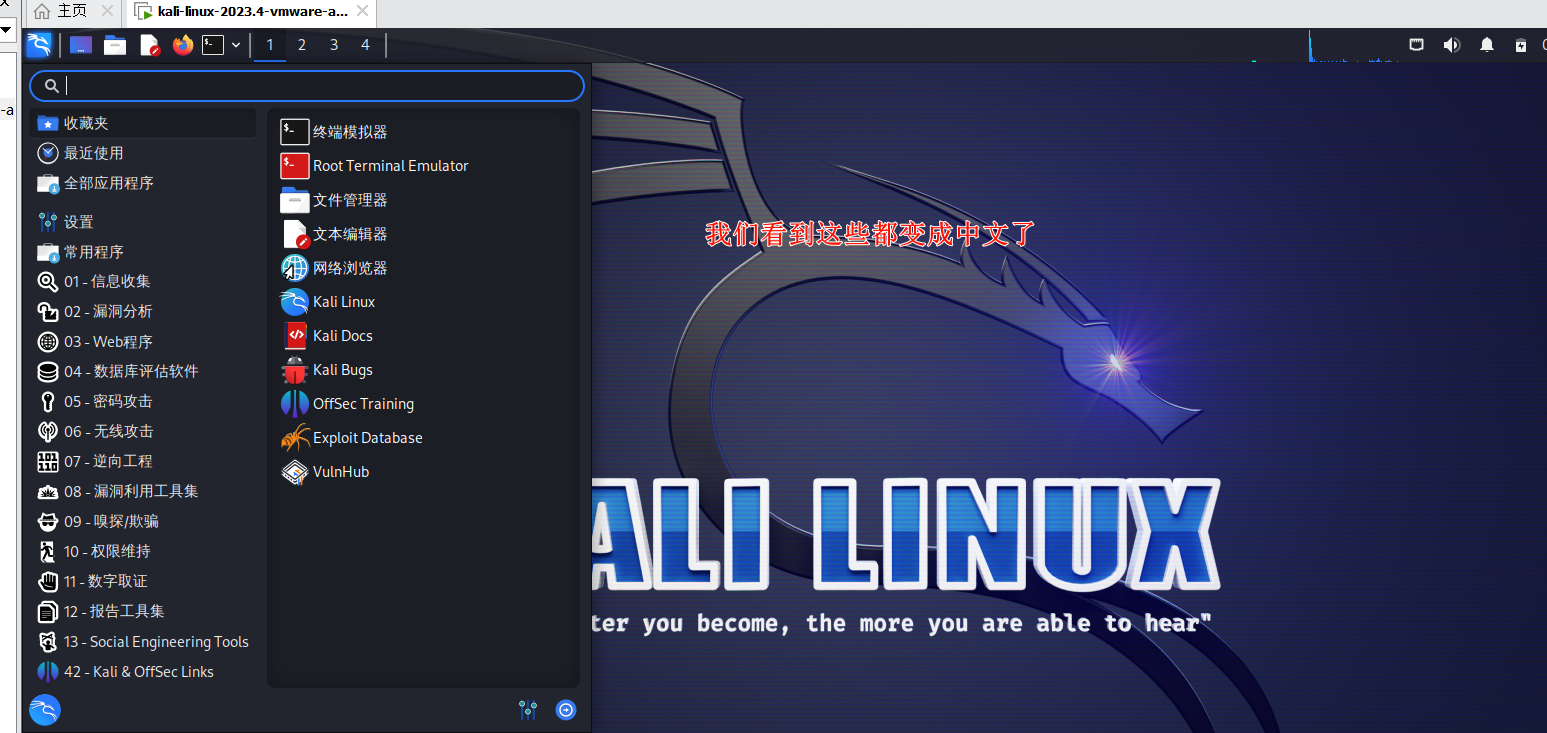 主页
kali-linux-2023.4-vmware-a...
-a
1 2 3 4
收藏夹
最近使用
全部应用程序
设置
常用程序
01 - 信息收集
02 - 漏洞分析
03 - Web程序
04 - 数据库评估软件
05 - 密码攻击
06 - 无线攻击
07 - 逆向工程
08 - 漏洞利用工具集
09 - 嗅探/欺骗
10 - 权限维持
11 - 数字取证
12 - 报告工具集
13 - Social Engineering Tools
42 - Kali & OffSec Links
终端模拟器
Root Terminal Emulator
文件管理器
文本编辑器
网络浏览器
Kali Linux
Kali Docs
Kali Bugs
OffSec Training
Exploit Database
VulnHub
我们看到这些都变成中文了
ALI LINUX
ter you become, the more you are able to hear"